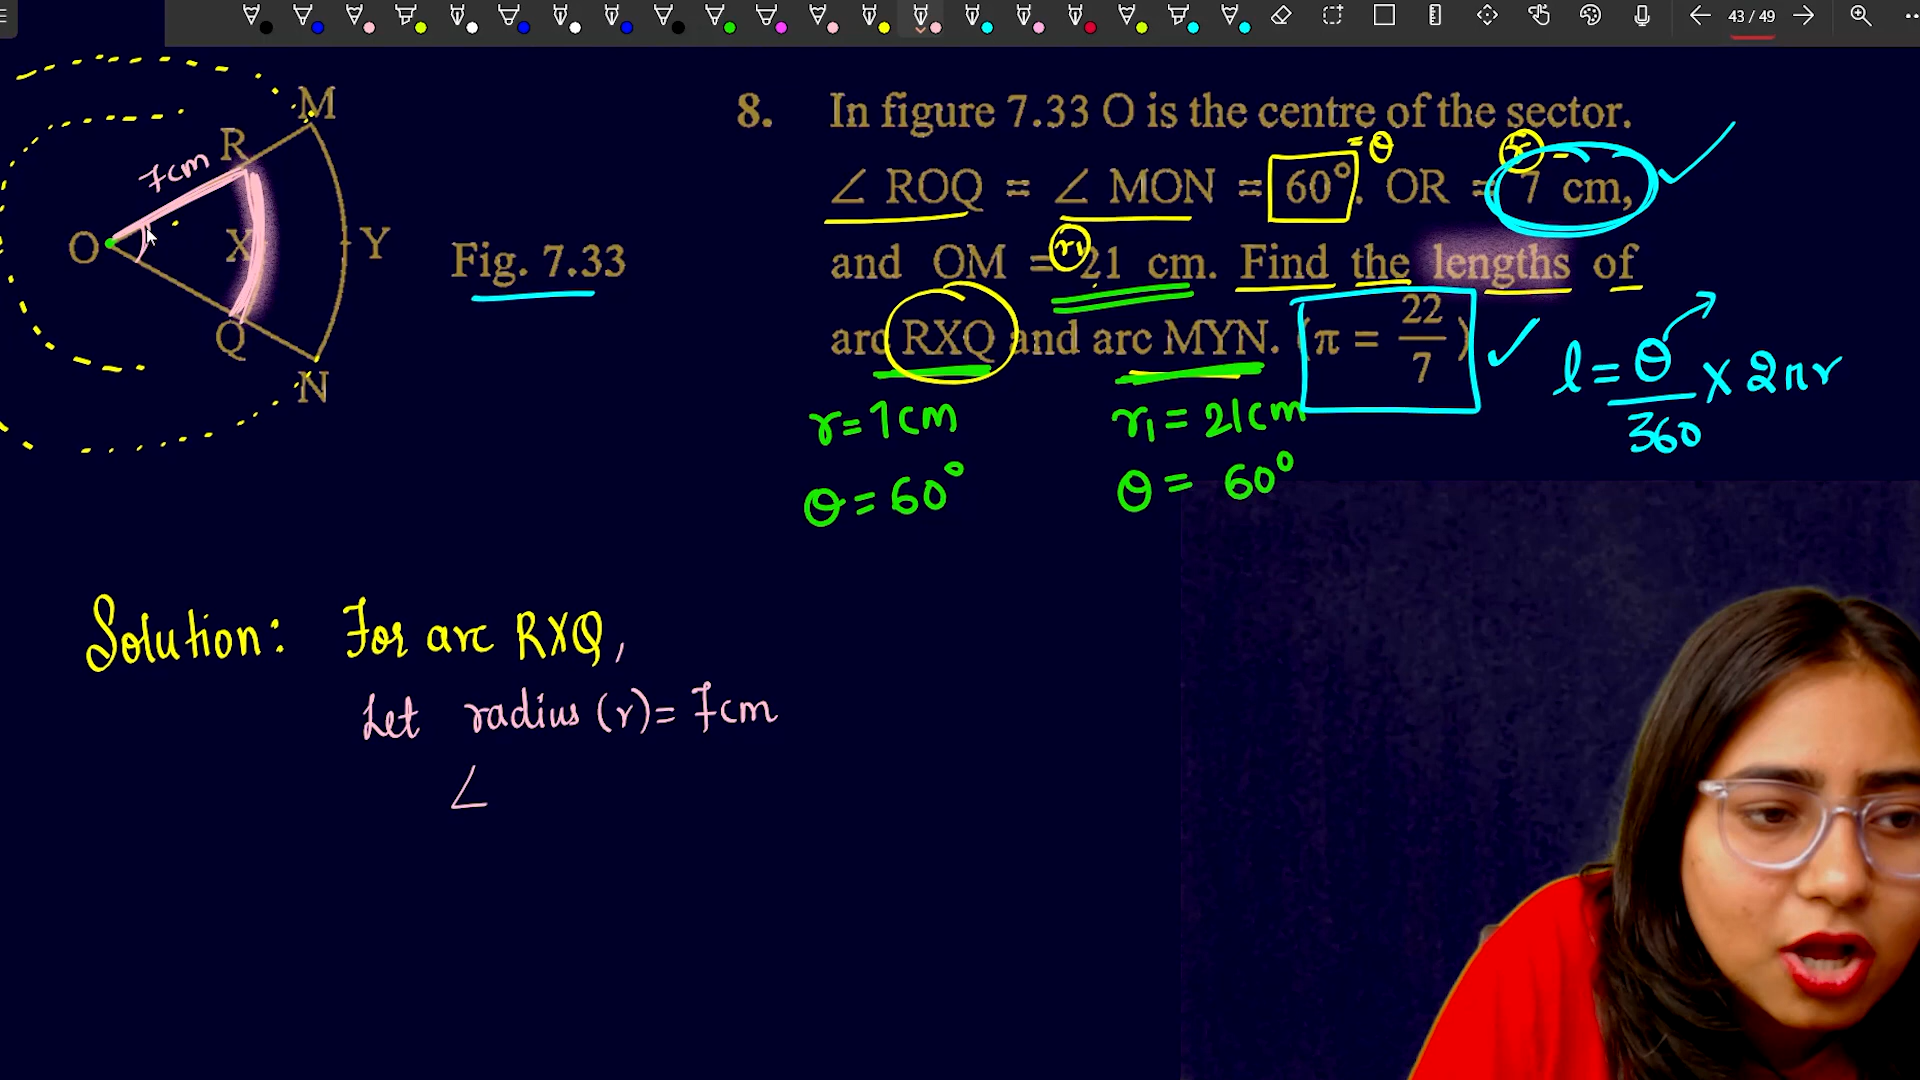 43 / 49
M
R
7cm
O
X
Y
Q
N
Fig. 7.33
8. In figure 7.33 O is the centre of the sector.
= θ r
∠ ROQ = ∠ MON = 60°. OR = 7 cm,
r1
and OM = 21 cm. Find the lengths of
arc RXQ and arc MYN. (π = 22/7)
l = θ/360 × 2πr
r = 7cm r1 = 21cm
θ = 60° θ = 60°
Solution: For arc RXQ,
Let radius (r) = 7cm
∠